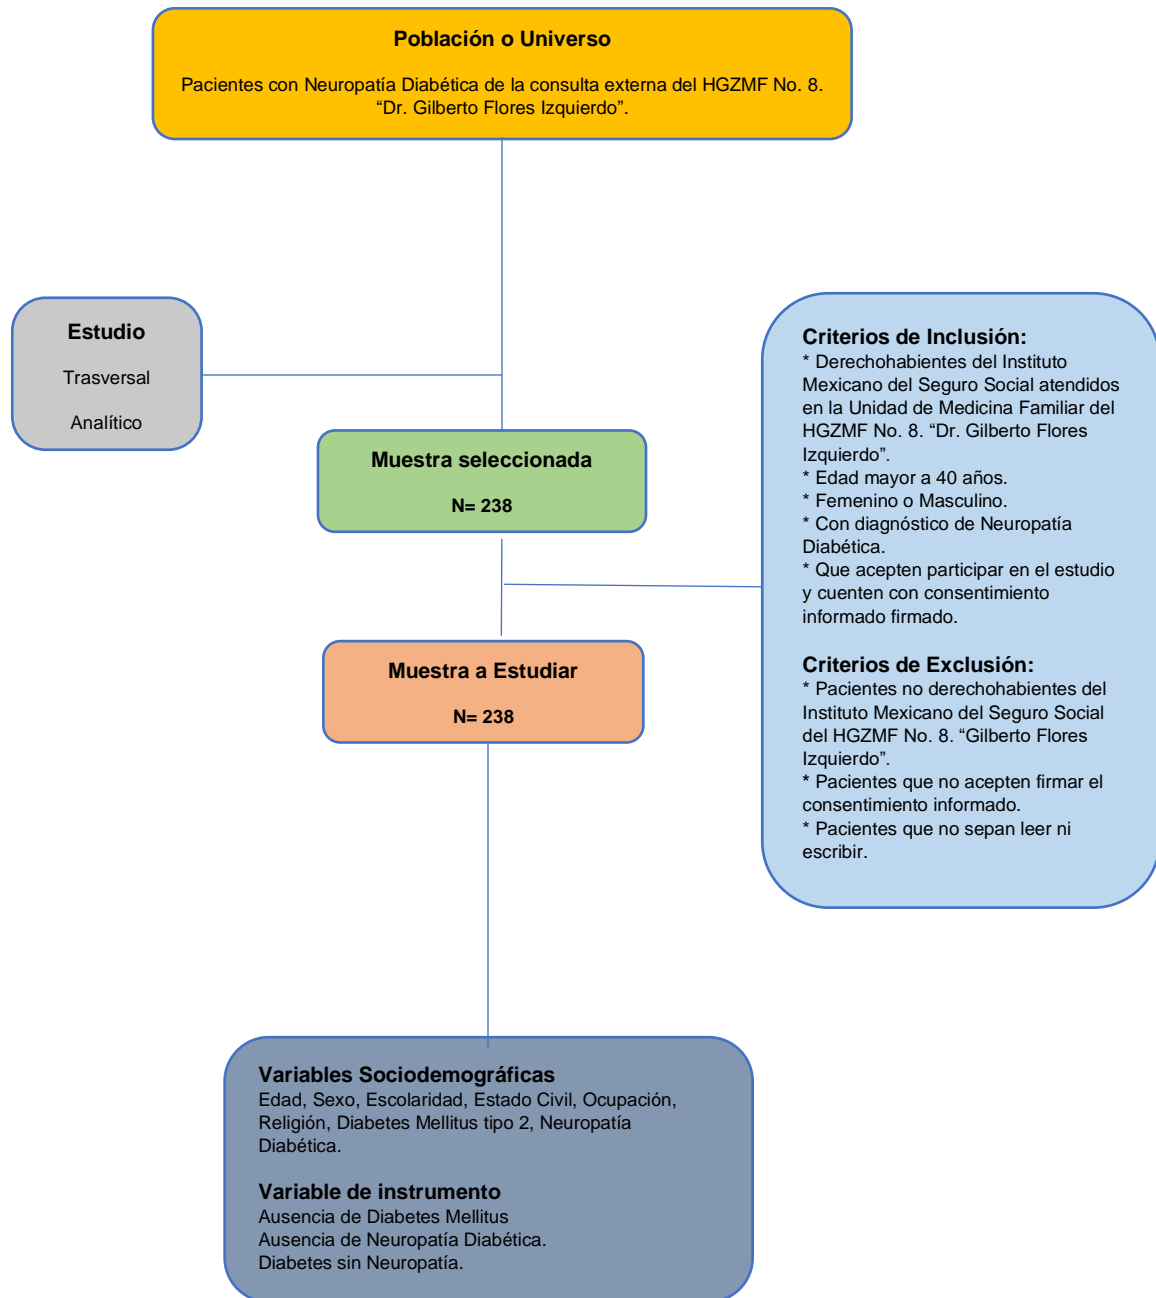 Población o Universo
Pacientes con Neuropatía Diabética de la consulta externa del HGZMF No. 8.
“Dr. Gilberto Flores Izquierdo”.
Estudio
Trasversal
Analítico
Muestra seleccionada
N= 238
Criterios de Inclusión:
* Derechohabientes del Instituto
Mexicano del Seguro Social atendidos
en la Unidad de Medicina Familiar del
HGZMF No. 8. “Dr. Gilberto Flores
Izquierdo”.
* Edad mayor a 40 años.
* Femenino o Masculino.
* Con diagnóstico de Neuropatía
Diabética.
* Que acepten participar en el estudio
y cuenten con consentimiento
informado firmado.
Criterios de Exclusión:
* Pacientes no derechohabientes del
Instituto Mexicano del Seguro Social
del HGZMF No. 8. “Gilberto Flores
Izquierdo”.
* Pacientes que no acepten firmar el
consentimiento informado.
* Pacientes que no sepan leer ni
escribir.
Muestra a Estudiar
N= 238
Variables Sociodemográficas
Edad, Sexo, Escolaridad, Estado Civil, Ocupación,
Religión, Diabetes Mellitus tipo 2, Neuropatía
Diabética.
Variable de instrumento
Ausencia de Diabetes Mellitus
Ausencia de Neuropatía Diabética.
Diabetes sin Neuropatía.